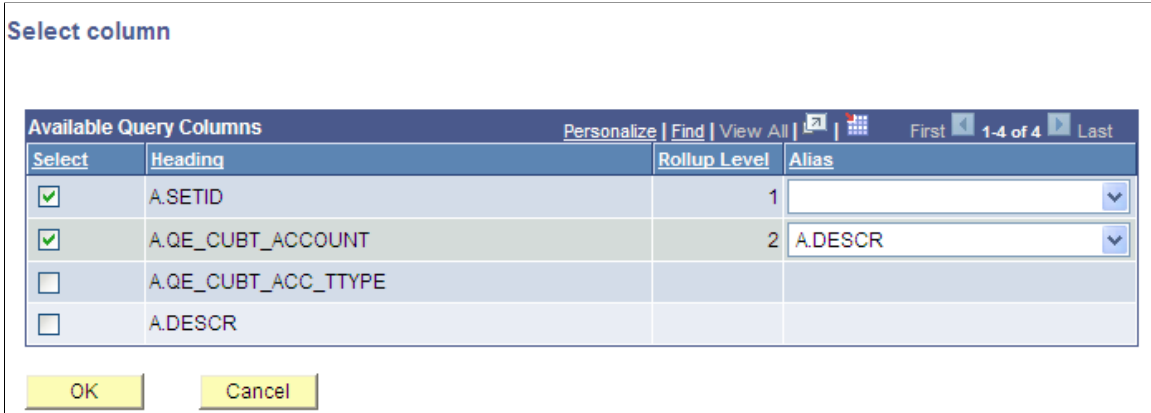 Select column
Available Query Columns Personalize | Find | View All | | First 1-4 of 4 Last
Select Heading Rollup Level Alias
A.SETID 1
A.QE_CUBT_ACCOUNT 2 A.DESCR
A.QE_CUBT_ACC_TTYPE
A.DESCR
OK Cancel